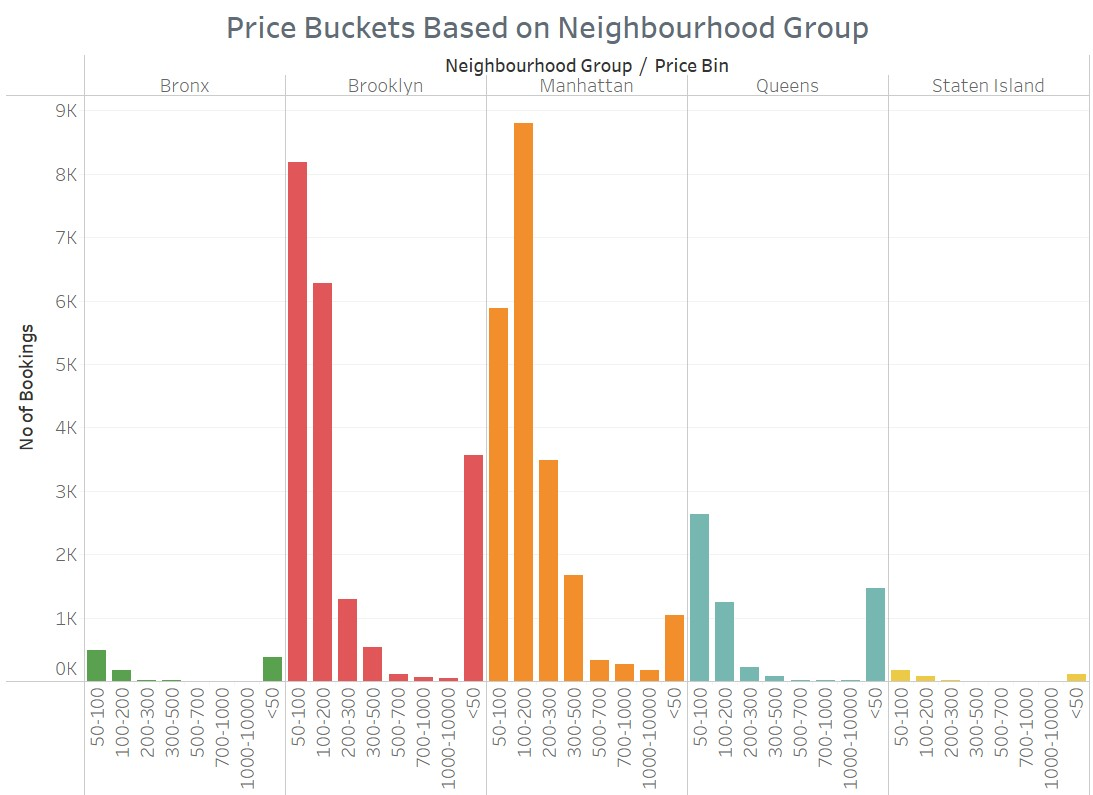 Price Buckets Based on Neighbourhood Group
Neighbourhood Group / Price Bin
Bronx Brooklyn Manhattan Queens Staten Island
9K
8K
7K
6K
5K
4K
3K
2K
1K
0K
No of Bookings
50-100
100-200
200-300
300-500
500-700
700-1000
1000-10000
<50
50-100
100-200
200-300
300-500
500-700
700-1000
1000-10000
<50
50-100
100-200
200-300
300-500
500-700
700-1000
1000-10000
<50
50-100
100-200
200-300
300-500
500-700
700-1000
1000-10000
<50
50-100
100-200
200-300
300-500
500-700
700-1000
1000-10000
<50